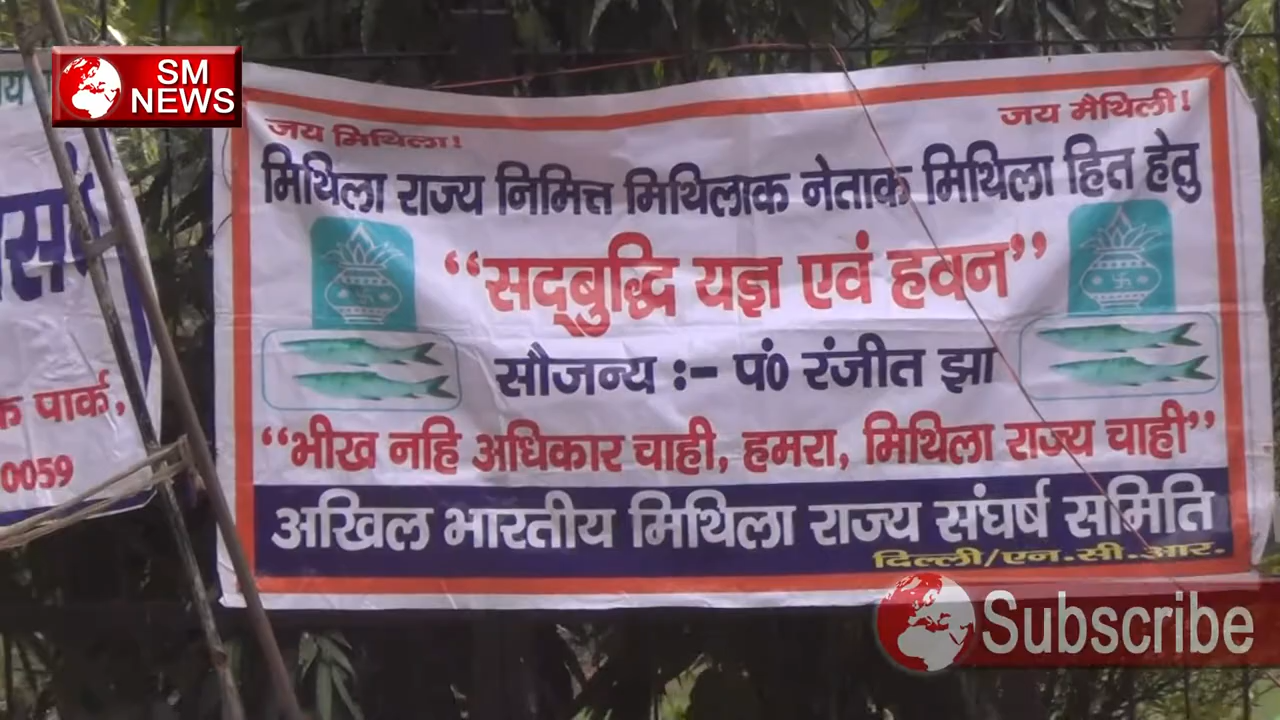 SM
NEWS
जय मिथिला!
जय मैथिली!
मिथिला राज्य निमित्त मिथिलाक नेताक मिथिला हित हेतु
“सद्बुद्धि यज्ञ एवं हवन”
सौजन्य :- पं० रंजीत झा
“भीख नहि अधिकार चाही, हमरा, मिथिला राज्य चाही”
अखिल भारतीय मिथिला राज्य संघर्ष समिति
दिल्ली/एन.सी.आर.
पार्क,
0059
Subscribe